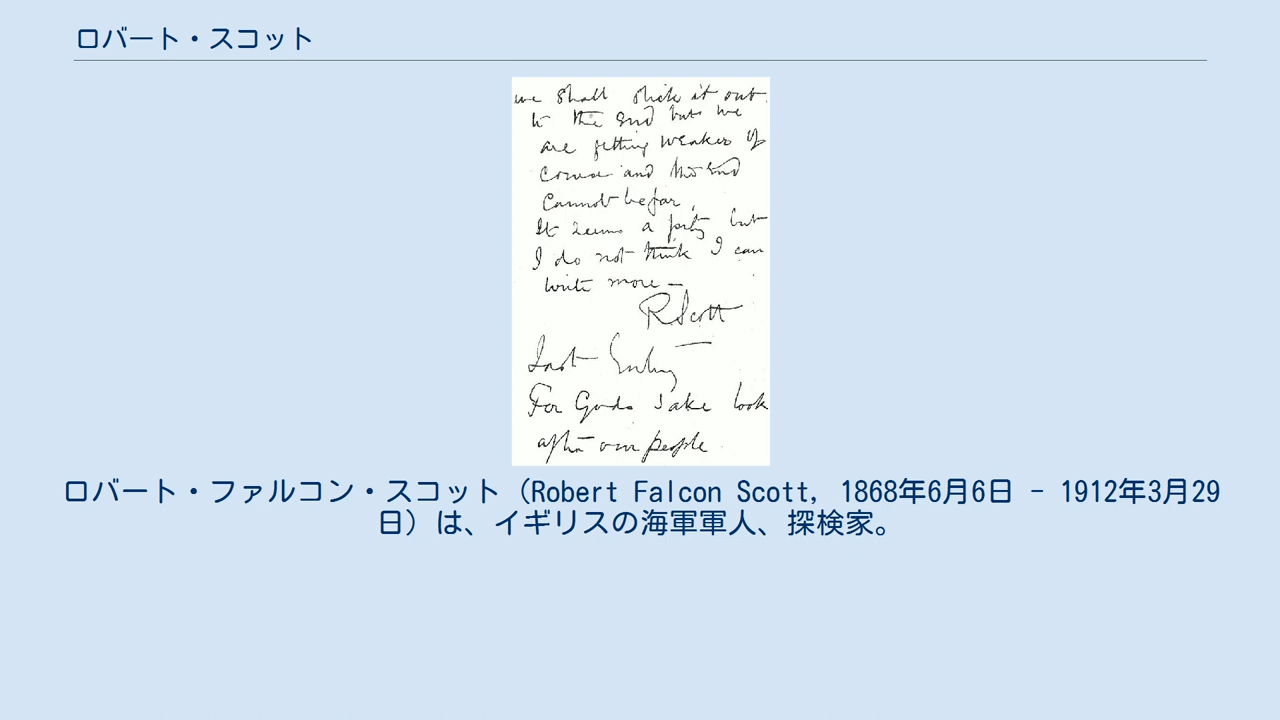 ロバート・スコット
we shall stick it out
to the end but we
are getting weaker of
course and the end
cannot be far.
It seems a pity but
I do not think I can
write more —
R Scott
Last Entry
For Gods sake look
after our people
ロバート・ファルコン・スコット（Robert Falcon Scott, 1868年6月6日 - 1912年3月29
日）は、イギリスの海軍軍人、探検家。